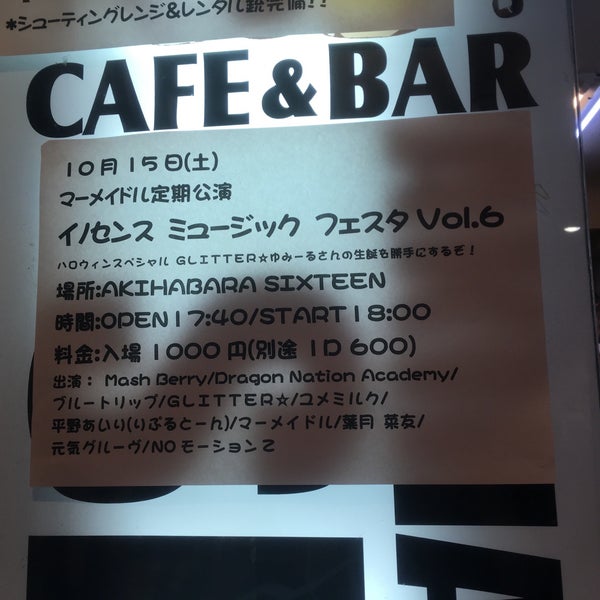 *シューティングレンジ&レンタル銃完備!!
CAFE&BAR
10月15日(土)
マーメイドル定期公演
イノセンス ミュージック フェスタ Vol.6
ハロウィンスペシャル GLITTER☆ゆみーるさんの生誕も勝手にするぞ!
場所:AKIHABARA SIXTEEN
時間:OPEN17:40/START18:00
料金:入場1000円(別途 1D 600)
出演: Mash Berry/Dragon Nation Academy/
ブルートリップ/GLITTER☆/ユメミルク/
平野あいり(りぷるとーん)/マーメイドル/葉月 菜友/
元気グルーヴ/NOモーション乙